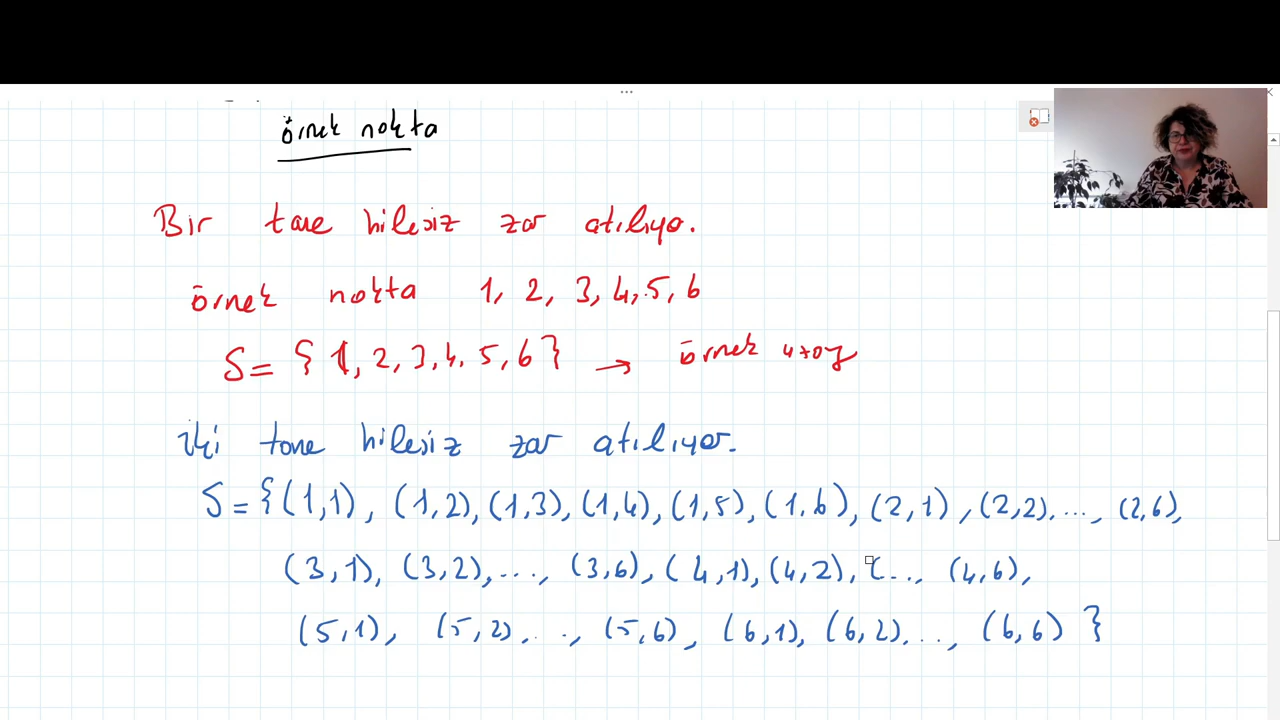 örnek nokta
Bir tane hilesiz zar atılıyo.
örnek nokta 1, 2, 3, 4, 5, 6
S = { 1, 2, 3, 4, 5, 6 } → örnek uzay
iki tane hilesiz zar atılıyor.
S = {(1,1), (1,2), (1,3), (1,4), (1,5), (1,6), (2,1), (2,2), ..., (2,6),
(3,1), (3,2), ..., (3,6), (4,1), (4,2), (..., (4,6),
(5,1), (5,2), ..., (5,6), (6,1), (6,2), ..., (6,6) }